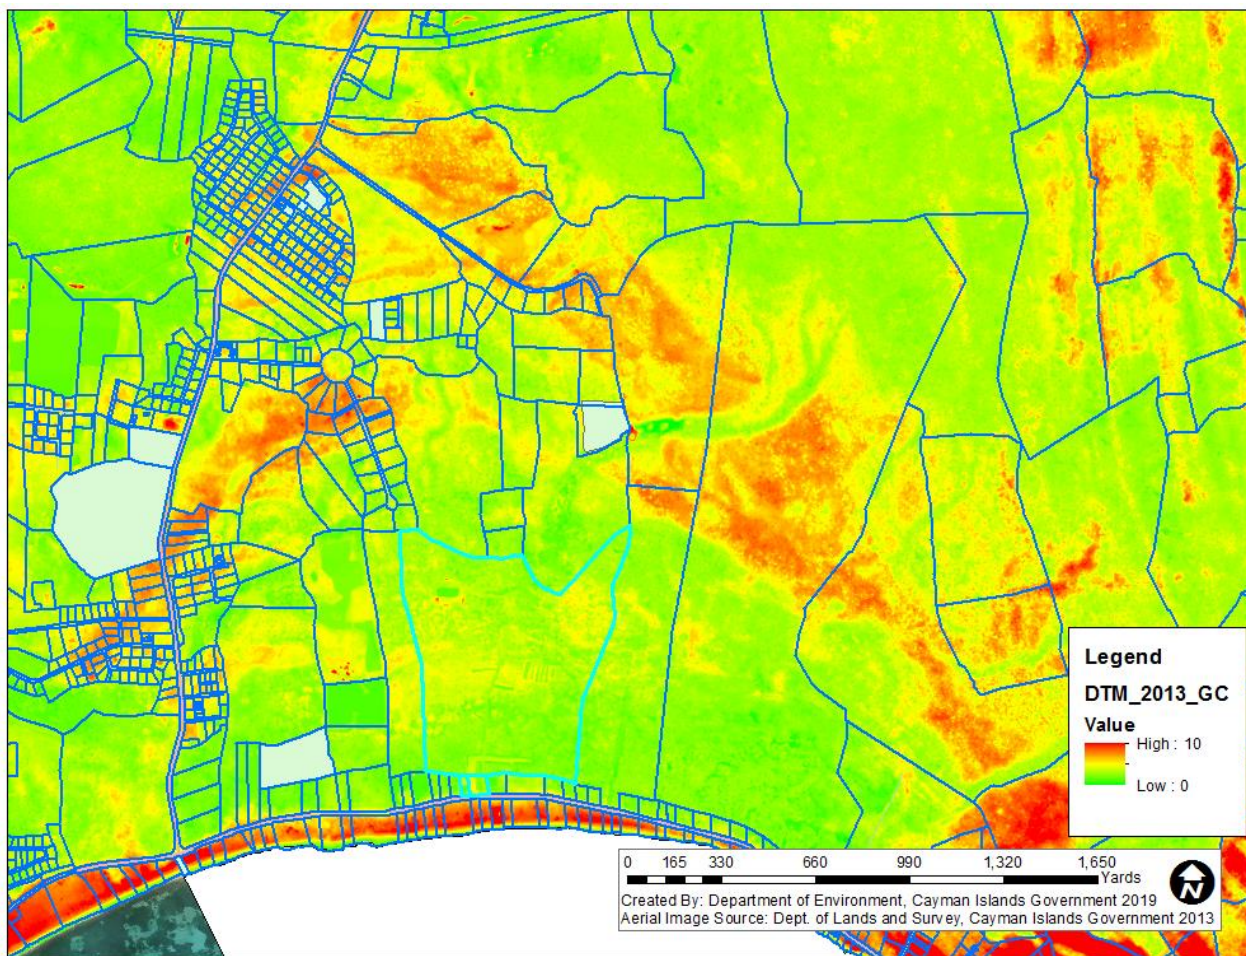 Legend
DTM_2013_GC
Value
High : 10
Low : 0
0 165 330 660 990 1,320 1,650
Yards
N
Created By: Department of Environment, Cayman Islands Government 2019
Aerial Image Source: Dept. of Lands and Survey, Cayman Islands Government 2013